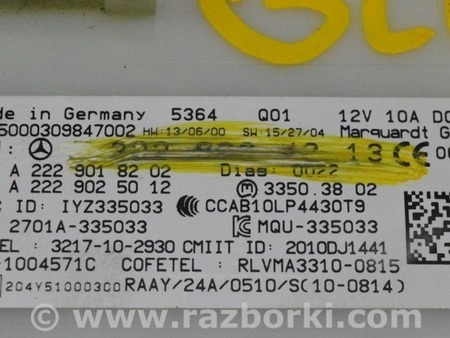 de in Germany 5364 Q01 12V 10A DC
5000309847002 HW:13/06/00 SW:15/27/04 Marquardt G
13 CE
A 222 901 82 02 Diag: 0022
A 222 902 50 12 3350.38 02
C ID: IYZ335033 CCAB10LP4430T9
2701A-335033 MQU-335033
TEL : 3217-10-2930 CMIIT ID: 2010DJ1441
-1004571C COFETEL : RLVMA3310-0815
204Y51000300 RAAY/24A/0510/S(10-0814)
www.razborki.com